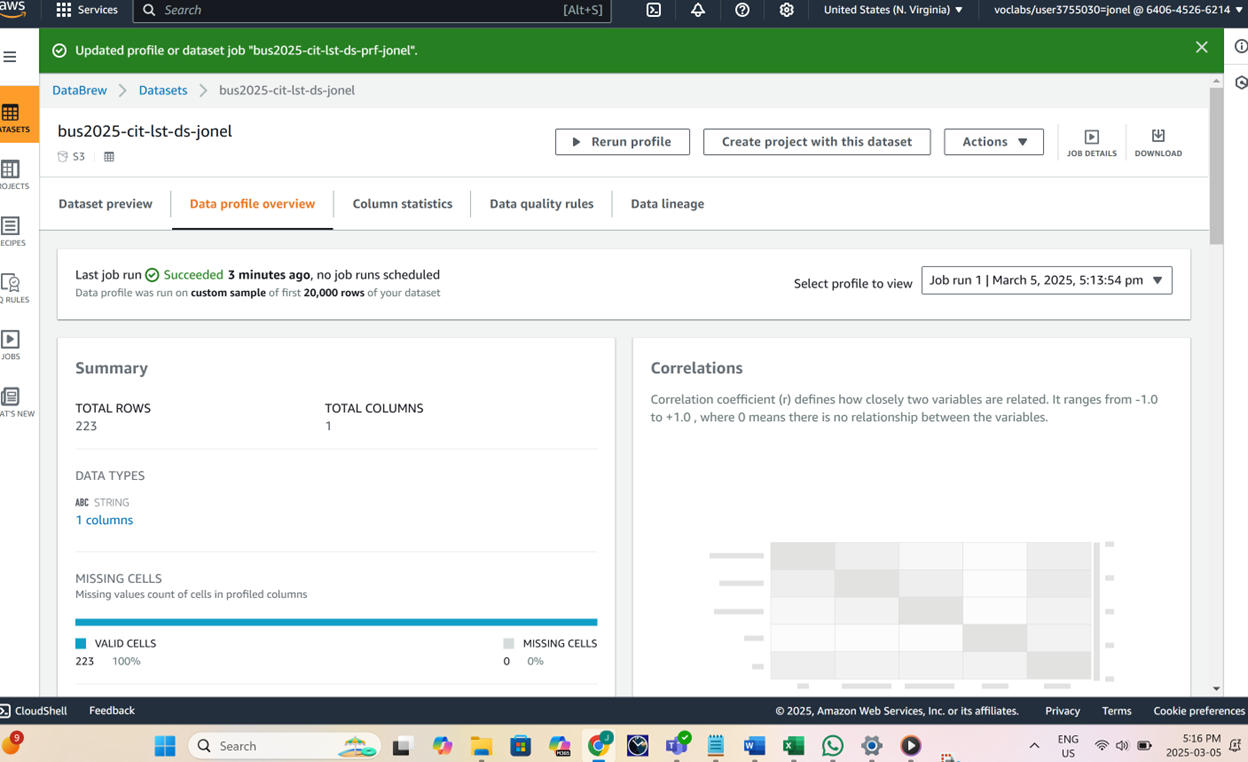 aws
Services
Search
[Alt+S]
United States (N. Virginia) ▼
voclabs/user3755030=jonel @ 6406-4526-6214 ▼
Updated profile or dataset job "bus2025-cit-lst-ds-prf-jonel".
DataBrew
Datasets
bus2025-cit-lst-ds-jonel
ATASETS
ROJECTS
ECIPES
Q RULES
JOBS
AT'S NEW
bus2025-cit-lst-ds-jonel
S3
Rerun profile
Create project with this dataset
Actions ▼
JOB DETAILS
DOWNLOAD
Dataset preview
Data profile overview
Column statistics
Data quality rules
Data lineage
Last job run Succeeded 3 minutes ago, no job runs scheduled
Data profile was run on custom sample of first 20,000 rows of your dataset
Select profile to view
Job run 1 | March 5, 2025, 5:13:54 pm ▼
Summary
TOTAL ROWS
TOTAL COLUMNS
223
1
DATA TYPES
ABC STRING
1 columns
MISSING CELLS
Missing values count of cells in profiled columns
VALID CELLS
MISSING CELLS
223 100%
0 0%
Correlations
Correlation coefficient (r) defines how closely two variables are related. It ranges from -1.0
to +1.0 , where 0 means there is no relationship between the variables.
CloudShell
Feedback
© 2025, Amazon Web Services, Inc. or its affiliates.
Privacy
Terms
Cookie preferences
9
Search
M365
J
W
X
ENG
US
5:16 PM
2025-03-05